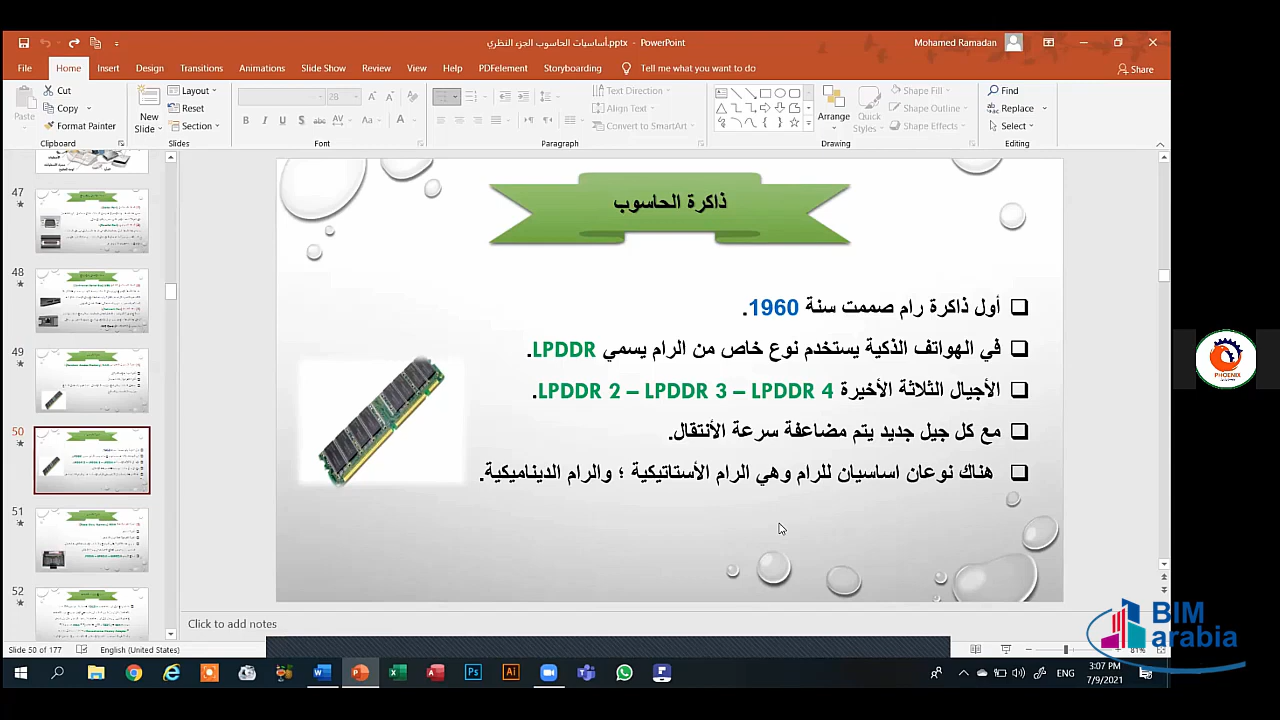 أساسيات الحاسوب الجزء النظري.pptx - PowerPoint
Mohamed Ramadan
File Home Insert Design Transitions Animations Slide Show Review View Help PDFelement Storyboarding Tell me what you want to do
Share
Paste
Cut
Copy
Format Painter
Clipboard
New Slide
Layout
Reset
Section
Slides
28
Font
Text Direction
Align Text
Convert to SmartArt
Paragraph
Arrange
Quick Styles
Shape Fill
Shape Outline
Shape Effects
Drawing
Find
Replace
Select
Editing
47
48
49
50
51
52
ذاكرة الحاسوب
أول ذاكرة رام صممت سنة 1960.
في الهواتف الذكية يستخدم نوع خاص من الرام يسمي LPDDR.
الأجيال الثلاثة الأخيرة LPDDR 2 – LPDDR 3 – LPDDR 4.
مع كل جيل جديد يتم مضاعفة سرعة الأنتقال.
هناك نوعان اساسيان للرام وهي الرام الأستاتيكية ؛ والرام الديناميكية.
Click to add notes
Slide 50 of 177
English (United States)
81%
ENG
3:07 PM
7/9/2021
PHOENIX
BIM
arabia